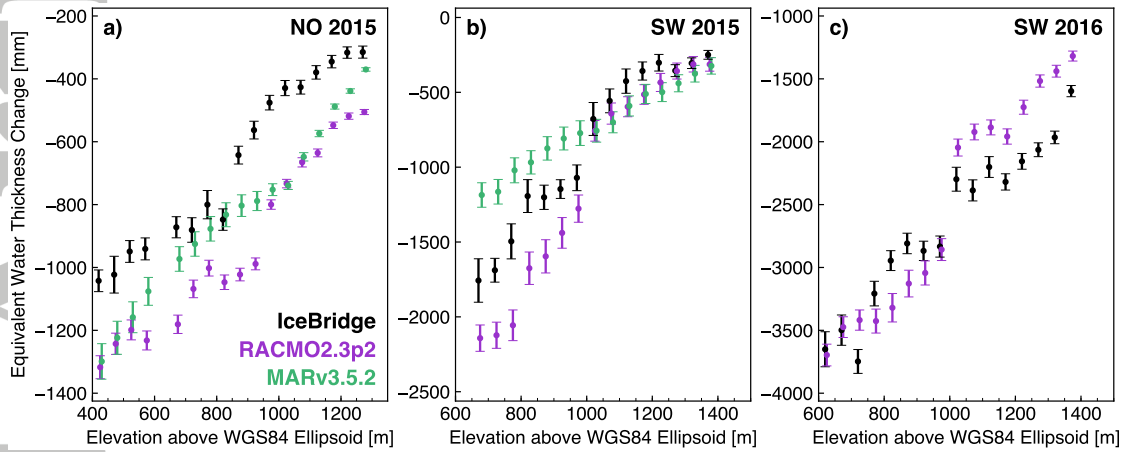 a) NO 2015
b) SW 2015
c) SW 2016
Equivalent Water Thickness Change [mm]
−200
−400
−600
−800
−1000
−1200
−1400
IceBridge
RACMO2.3p2
MARv3.5.2
400 600 800 1000 1200
Elevation above WGS84 Ellipsoid [m]
0
−500
−1000
−1500
−2000
−2500
600 800 1000 1200 1400
Elevation above WGS84 Ellipsoid [m]
−1000
−1500
−2000
−2500
−3000
−3500
−4000
600 800 1000 1200 1400
Elevation above WGS84 Ellipsoid [m]